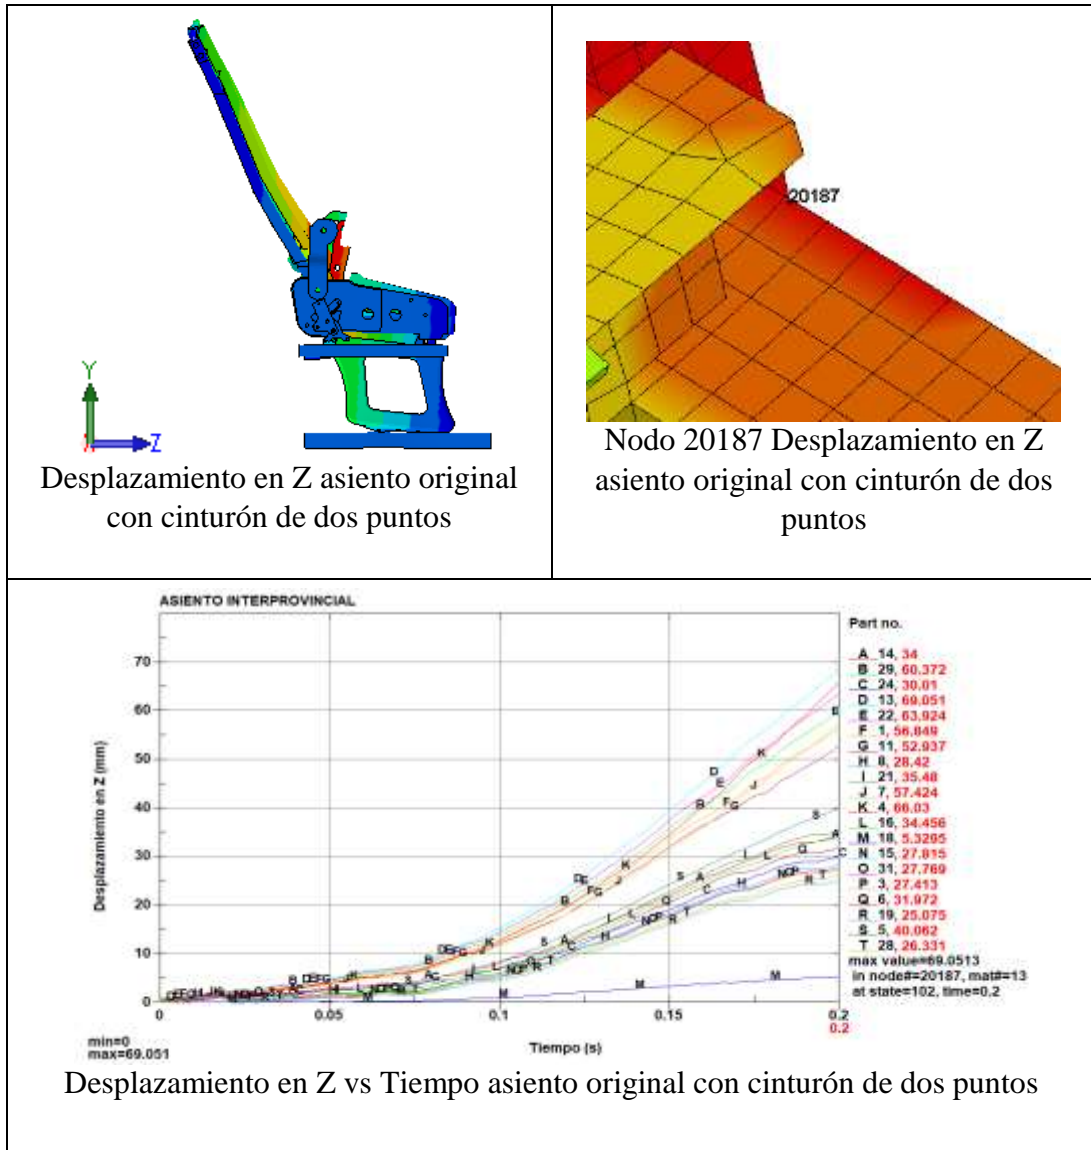 Y
Z
Desplazamiento en Z asiento original
con cinturón de dos puntos
20187
Nodo 20187 Desplazamiento en Z
asiento original con cinturón de dos
puntos
ASIENTO INTERPROVINCIAL
Desplazamiento en Z (mm)
70
60
50
40
30
20
10
0
0
0.05
0.1
0.15
0.2
0.2
Tiempo (s)
min=0
max=69.051
Part no.
A 14, 34
B 29, 60.372
C 24, 30.01
D 13, 69.051
E 22, 63.924
F 1, 56.849
G 11, 52.937
H 8, 28.42
I 21, 35.48
J 7, 57.424
K 4, 66.03
L 16, 34.456
M 18, 5.3295
N 15, 27.815
O 31, 27.769
P 3, 27.413
Q 6, 31.972
R 19, 25.075
S 5, 40.062
T 28, 26.331
max value=69.0513
in node#=20187, mat#=13
at state=102, time=0.2
Desplazamiento en Z vs Tiempo asiento original con cinturón de dos puntos